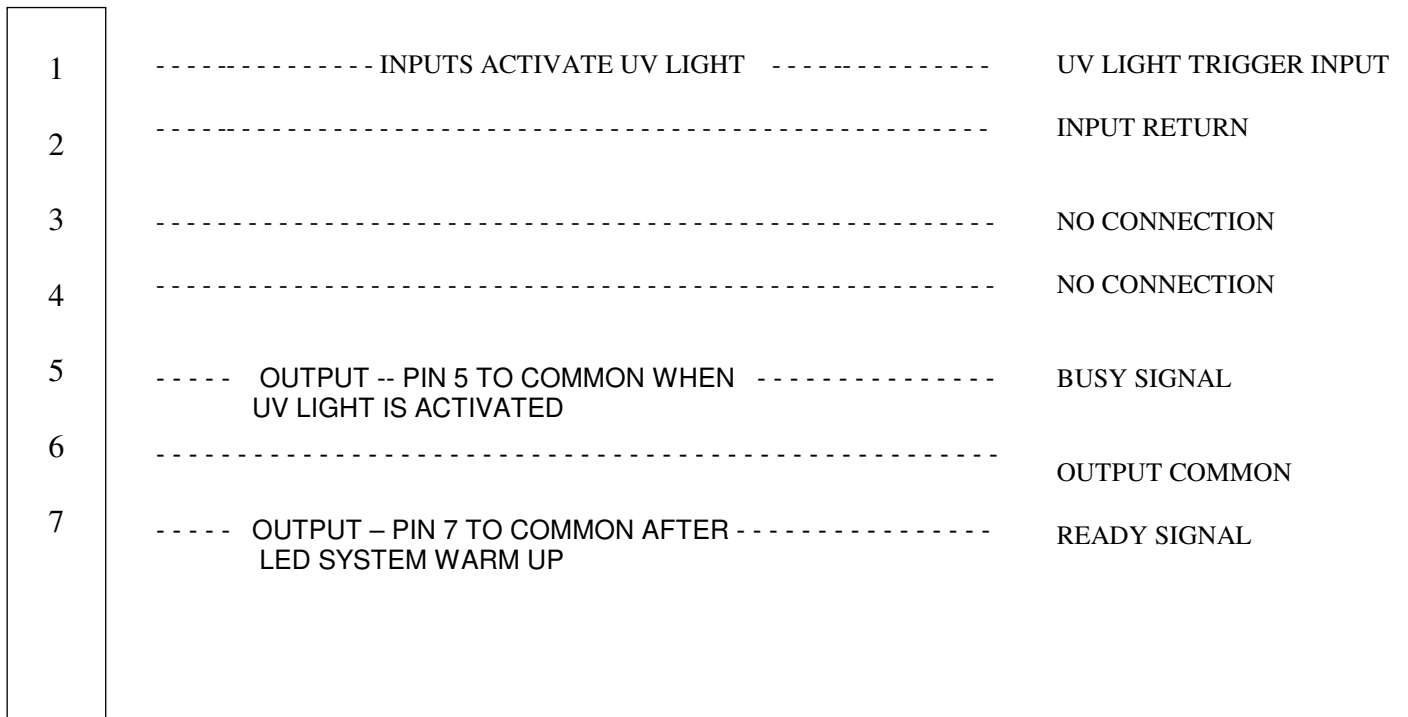 1 - - - - -- - - - - - - - - - - INPUTS ACTIVATE UV LIGHT - - - - -- - - - - - - - - - - UV LIGHT TRIGGER INPUT
2 - - - - -- - - - - - - - - - - - - - - - - - - - - - - - - - - - - - - - - - - - - - - - - - - - - - - - - - INPUT RETURN
3 - - - - - - - - - - - - - - - - - - - - - - - - - - - - - - - - - - - - - - - - - - - - - - - - - - - - - - NO CONNECTION
4 - - - - - - - - - - - - - - - - - - - - - - - - - - - - - - - - - - - - - - - - - - - - - - - - - - - - - - NO CONNECTION
5 - - - - - OUTPUT -- PIN 5 TO COMMON WHEN - - - - - - - - - - - - - - - BUSY SIGNAL
UV LIGHT IS ACTIVATED
6 - - - - - - - - - - - - - - - - - - - - - - - - - - - - - - - - - - - - - - - - - - - - - - - - - - - - OUTPUT COMMON
7 - - - - - OUTPUT – PIN 7 TO COMMON AFTER - - - - - - - - - - - - - - - - READY SIGNAL
LED SYSTEM WARM UP